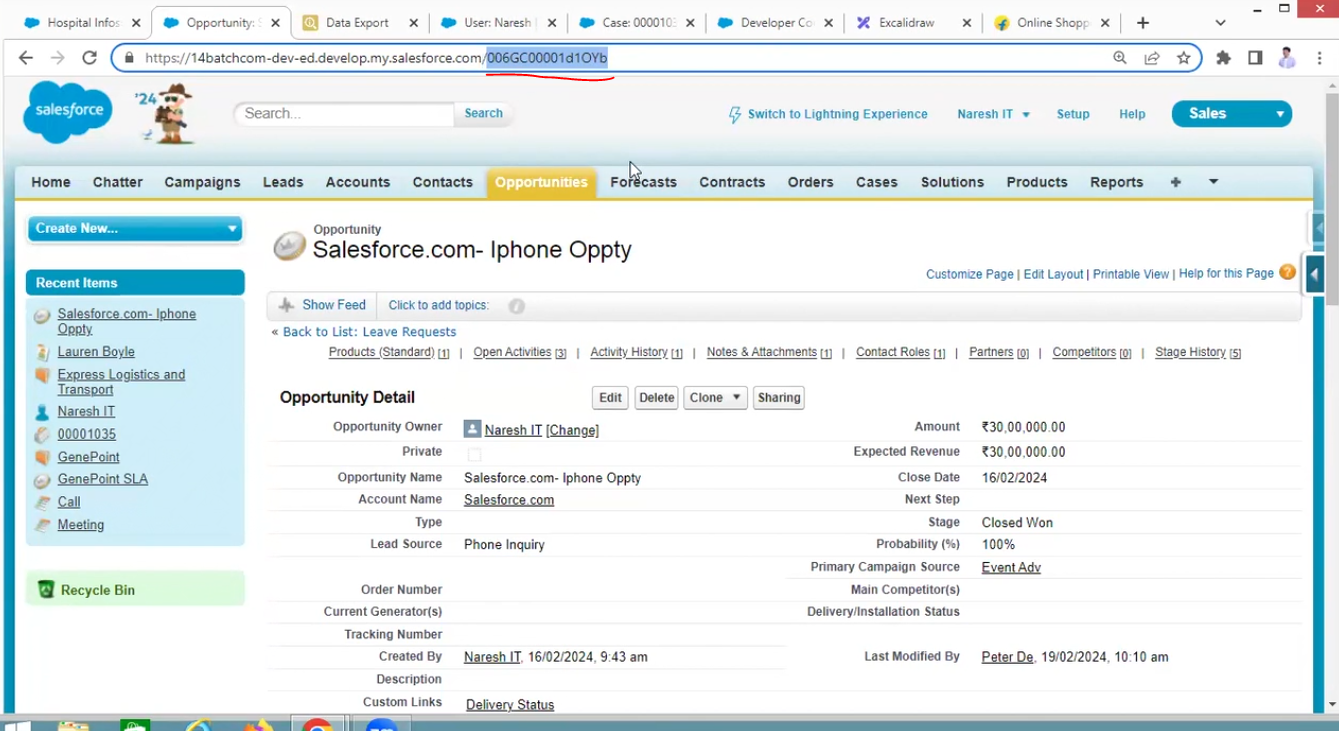 Hospital Infos
Opportunity: S
Data Export
User: Naresh
Case: 0000103
Developer Co
Excalidraw
Online Shopp
https://14batchcom-dev-ed.develop.my.salesforce.com/006GC00001d1OYb
salesforce
'24
Search...
Search
Switch to Lightning Experience
Naresh IT
Setup
Help
Sales
Home Chatter Campaigns Leads Accounts Contacts Opportunities Forecasts Contracts Orders Cases Solutions Products Reports +
Create New...
Recent Items
Salesforce.com- Iphone
Oppty
Lauren Boyle
Express Logistics and
Transport
Naresh IT
00001035
GenePoint
GenePoint SLA
Call
Meeting
Recycle Bin
Opportunity
Salesforce.com- Iphone Oppty
Customize Page | Edit Layout | Printable View | Help for this Page ?
Show Feed
Click to add topics:
« Back to List: Leave Requests
Products (Standard) [1] | Open Activities [3] | Activity History [1] | Notes & Attachments [1] | Contact Roles [1] | Partners [0] | Competitors [0] | Stage History [5]
Opportunity Detail
Edit Delete Clone Sharing
Opportunity Owner Naresh IT [Change] Amount ₹30,00,000.00
Private Expected Revenue ₹30,00,000.00
Opportunity Name Salesforce.com- Iphone Oppty Close Date 16/02/2024
Account Name Salesforce.com Next Step
Type Stage Closed Won
Lead Source Phone Inquiry Probability (%) 100%
Primary Campaign Source Event Adv
Order Number Main Competitor(s)
Current Generator(s) Delivery/Installation Status
Tracking Number
Created By Naresh IT, 16/02/2024, 9:43 am Last Modified By Peter De, 19/02/2024, 10:10 am
Description
Custom Links Delivery Status